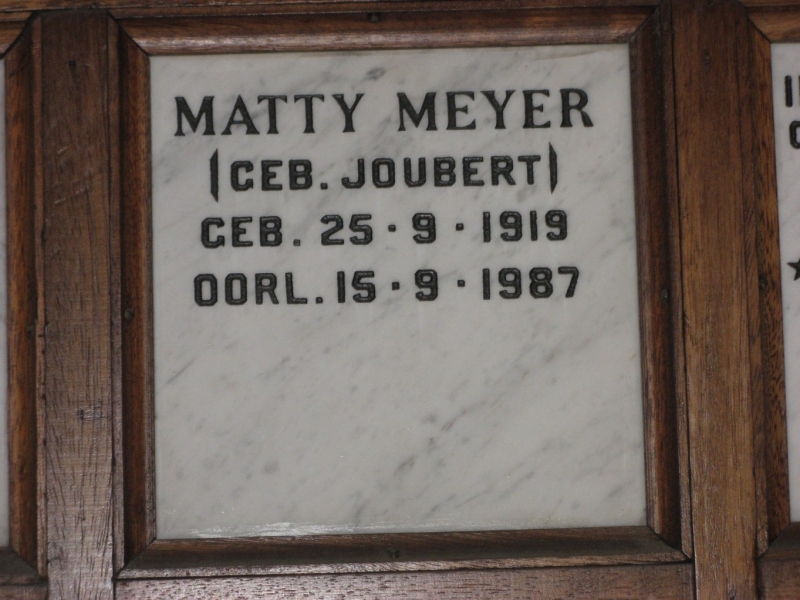 MATTY MEYER
(GEB. JOUBERT)
GEB. 25·9·1919
OORL. 15·9·1987